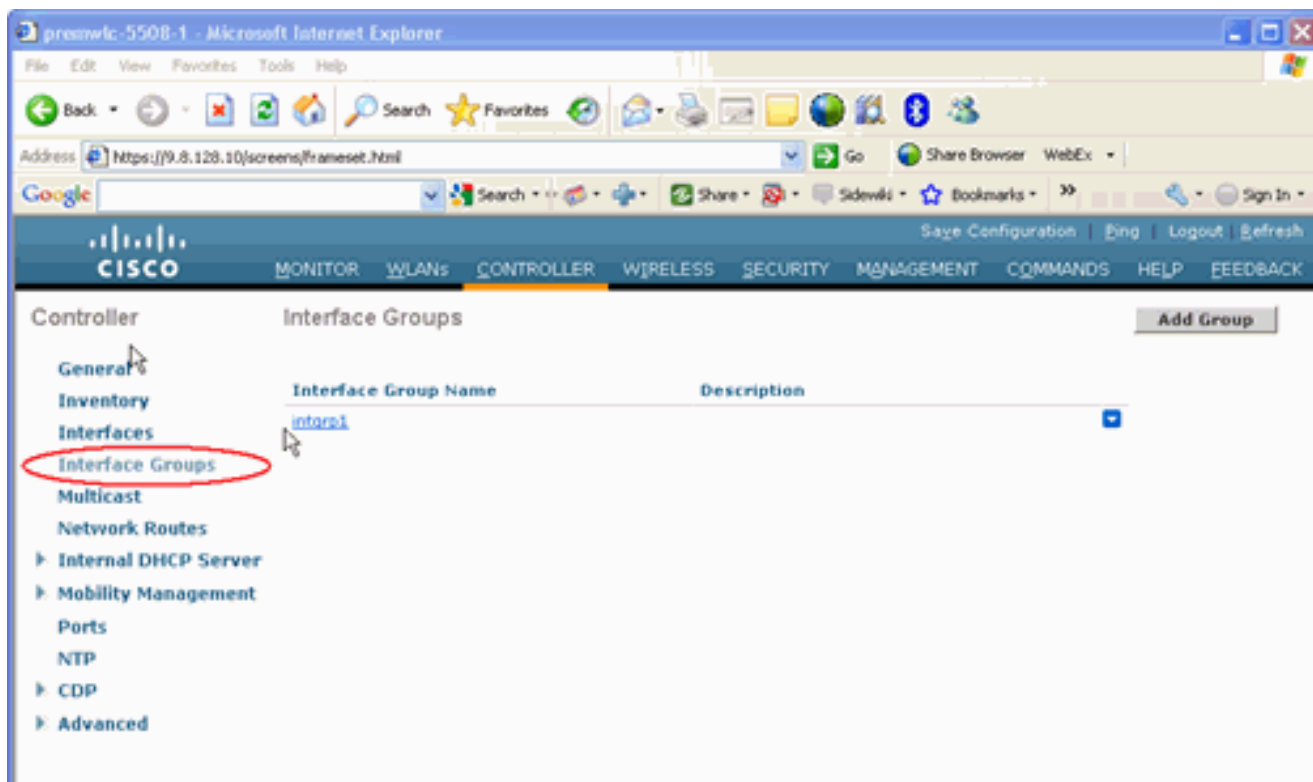 premwlc-5508-1 - Microsoft Internet Explorer
File Edit View Favorites Tools Help
Back Search Favorites
Address https://9.8.128.10/screens/frameset.html Go Share Browser WebEx
Google Search Share Sidewiki Bookmarks » Sign In
Save Configuration | Ping | Logout | Refresh
CISCO MONITOR WLANs CONTROLLER WIRELESS SECURITY MANAGEMENT COMMANDS HELP FEEDBACK
Controller Interface Groups Add Group
General
Inventory Interface Group Name Description
Interfaces intgrp1
Interface Groups
Multicast
Network Routes
Internal DHCP Server
Mobility Management
Ports
NTP
CDP
Advanced